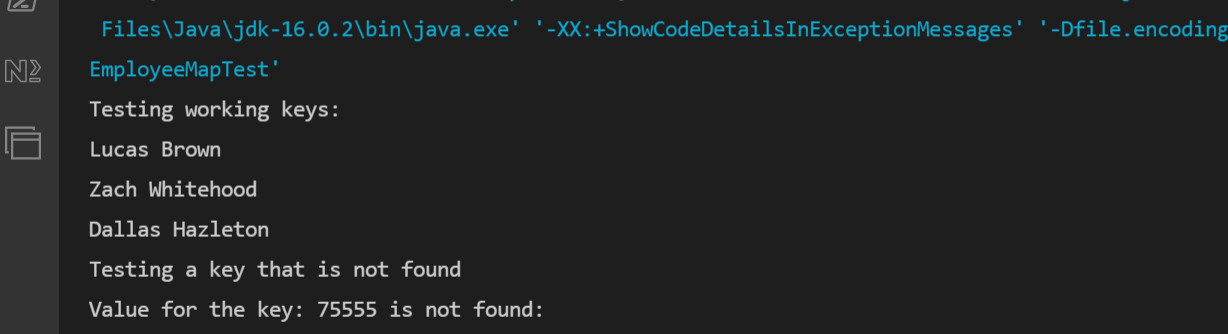 Files\Java\jdk-16.0.2\bin\java.exe' '-XX:+ShowCodeDetailsInExceptionMessages' '-Dfile.encoding
EmployeeMapTest'
Testing working keys:
Lucas Brown
Zach Whitehood
Dallas Hazleton
Testing a key that is not found
Value for the key: 75555 is not found: